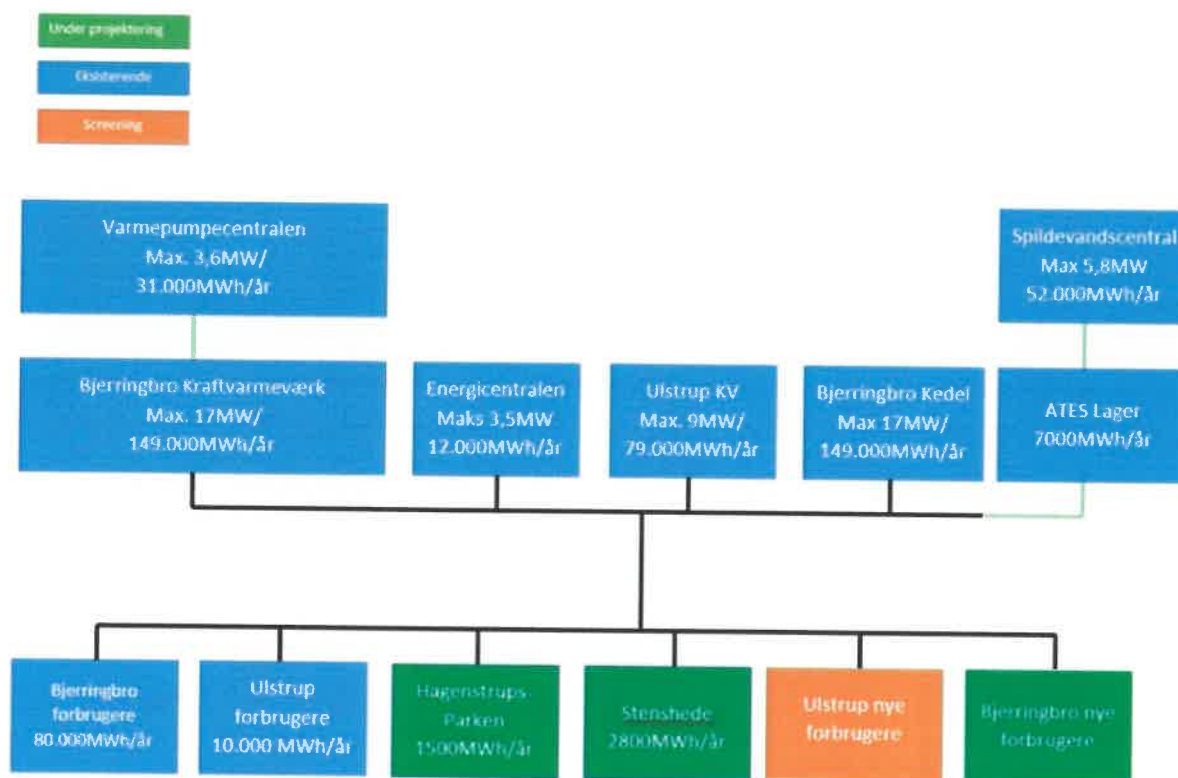 Under projektering
Eksisterende
Screening
Varmepumpecentralen
Max. 3,6MW/
31.000MWh/år
Spildevandscentral
Max 5,8MW
52.000MWh/år
Bjerringbro Kraftvarmeværk
Max. 17MW/
149.000MWh/år
Energicentralen
Maks 3,5MW
12.000MWh/år
Ulstrup KV
Max. 9MW/
79.000MWh/år
Bjerringbro Kedel
Max 17MW/
149.000MWh/år
ATES Lager
7000MWh/år
Bjerringbro
forbrugere
80.000MWh/år
Ulstrup
forbrugere
10.000 MWh/år
Hagenstrups
Parken
1500MWh/år
Stenshede
2800MWh/år
Ulstrup nye
forbrugere
Bjerringbro nye
forbrugere